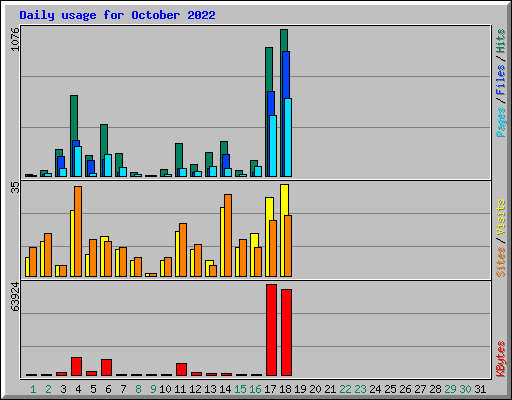 Daily usage for October 2022
1076
35
63924
Pages / Files / Hits
Sites / Visits
KBytes
1 2 3 4 5 6 7 8 9 10 11 12 13 14 15 16 17 18 19 20 21 22 23 24 25 26 27 28 29 30 31